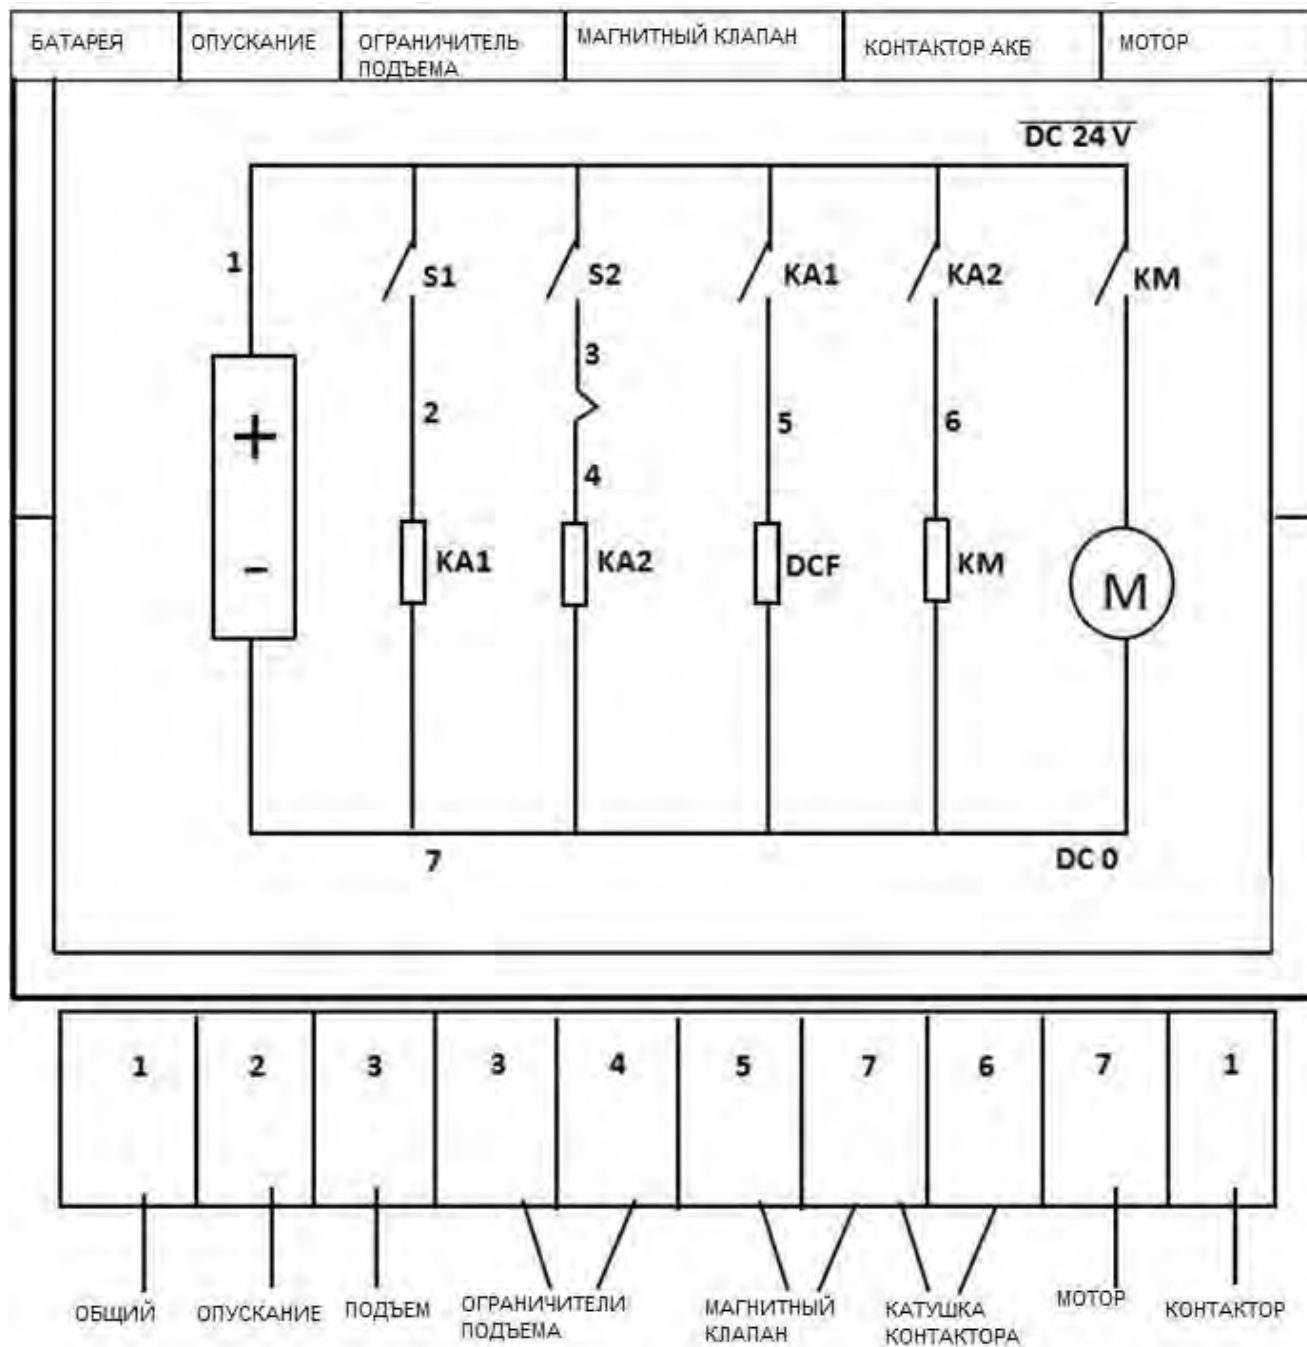 БАТАРЕЯ
ОПУСКАНИЕ
ОГРАНИЧИТЕЛЬ
ПОДЪЕМА
МАГНИТНЫЙ КЛАПАН
КОНТАКТОР АКБ
МОТОР
DC 24 V
1
S1
S2
KA1
KA2
KM
3
2
5
6
+
4
-
KA1
KA2
DCF
KM
M
7
DC 0
1 2 3 3 4 5 7 6 7 1
ОБЩИЙ
ОПУСКАНИЕ
ПОДЪЕМ
ОГРАНИЧИТЕЛИ
ПОДЪЕМА
МАГНИТНЫЙ
КЛАПАН
КАТУШКА
КОНТАКТОРА
МОТОР
КОНТАКТОР